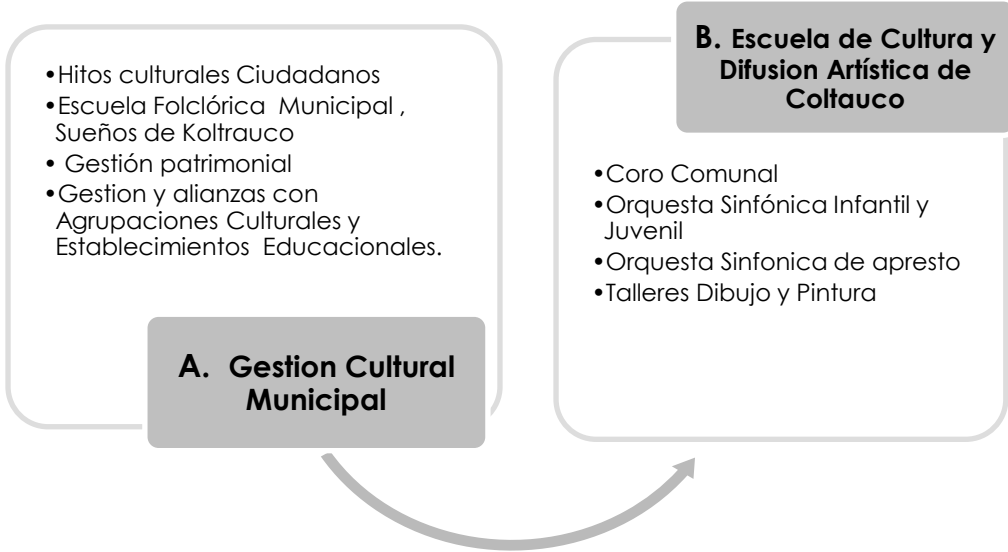 •Hitos culturales Ciudadanos
•Escuela Folclórica Municipal ,
Sueños de Koltrauco
• Gestión patrimonial
•Gestion y alianzas con
Agrupaciones Culturales y
Establecimientos Educacionales.
A. Gestion Cultural
Municipal
B. Escuela de Cultura y
Difusion Artística de
Coltauco
•Coro Comunal
•Orquesta Sinfónica Infantil y
Juvenil
•Orquesta Sinfonica de apresto
•Talleres Dibujo y Pintura